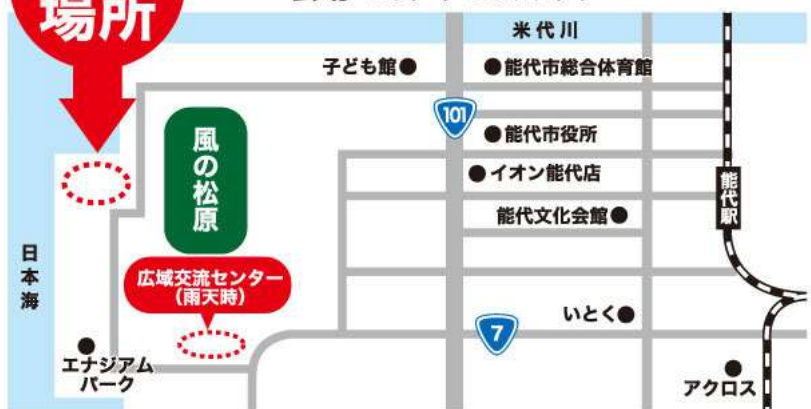 場所
米代川
子ども館●
●能代市総合体育館
101
●能代市役所
風の松原
●イオン能代店
能代駅
能代文化会館●
日本海
広域交流センター
(雨天時)
いとく●
7
エナジアム
パーク
アクロス